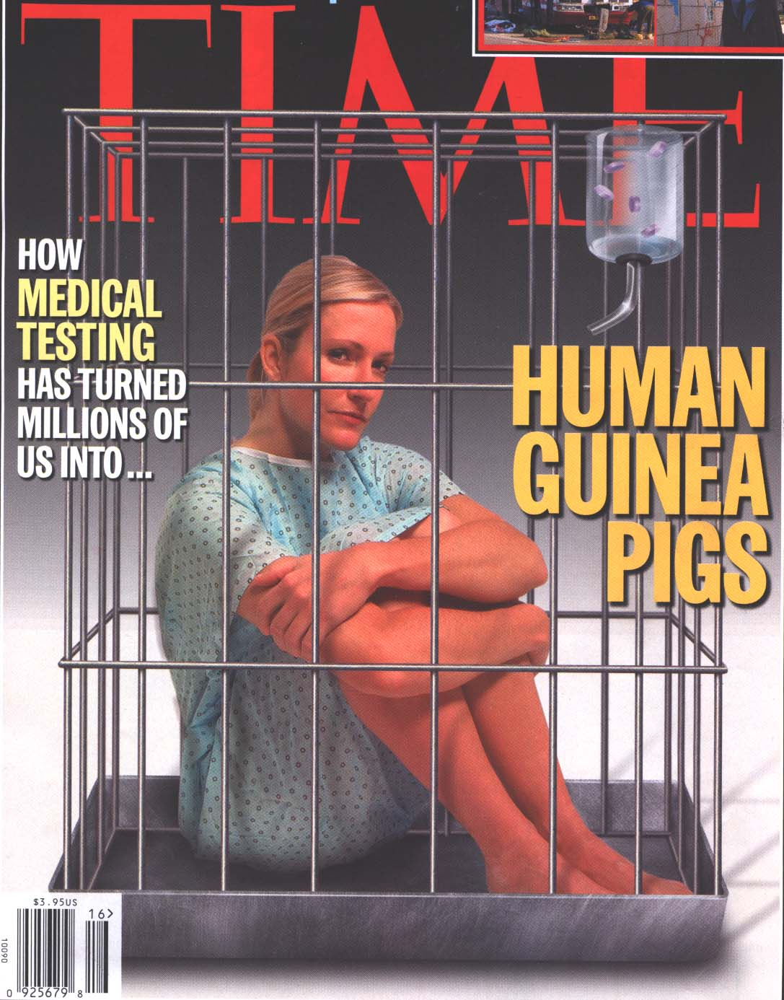 TIME
HOW
MEDICAL
TESTING
HAS TURNED
MILLIONS OF
US INTO...
HUMAN
GUINEA
PIGS
$3.95US
16>
10090
0 925679 8